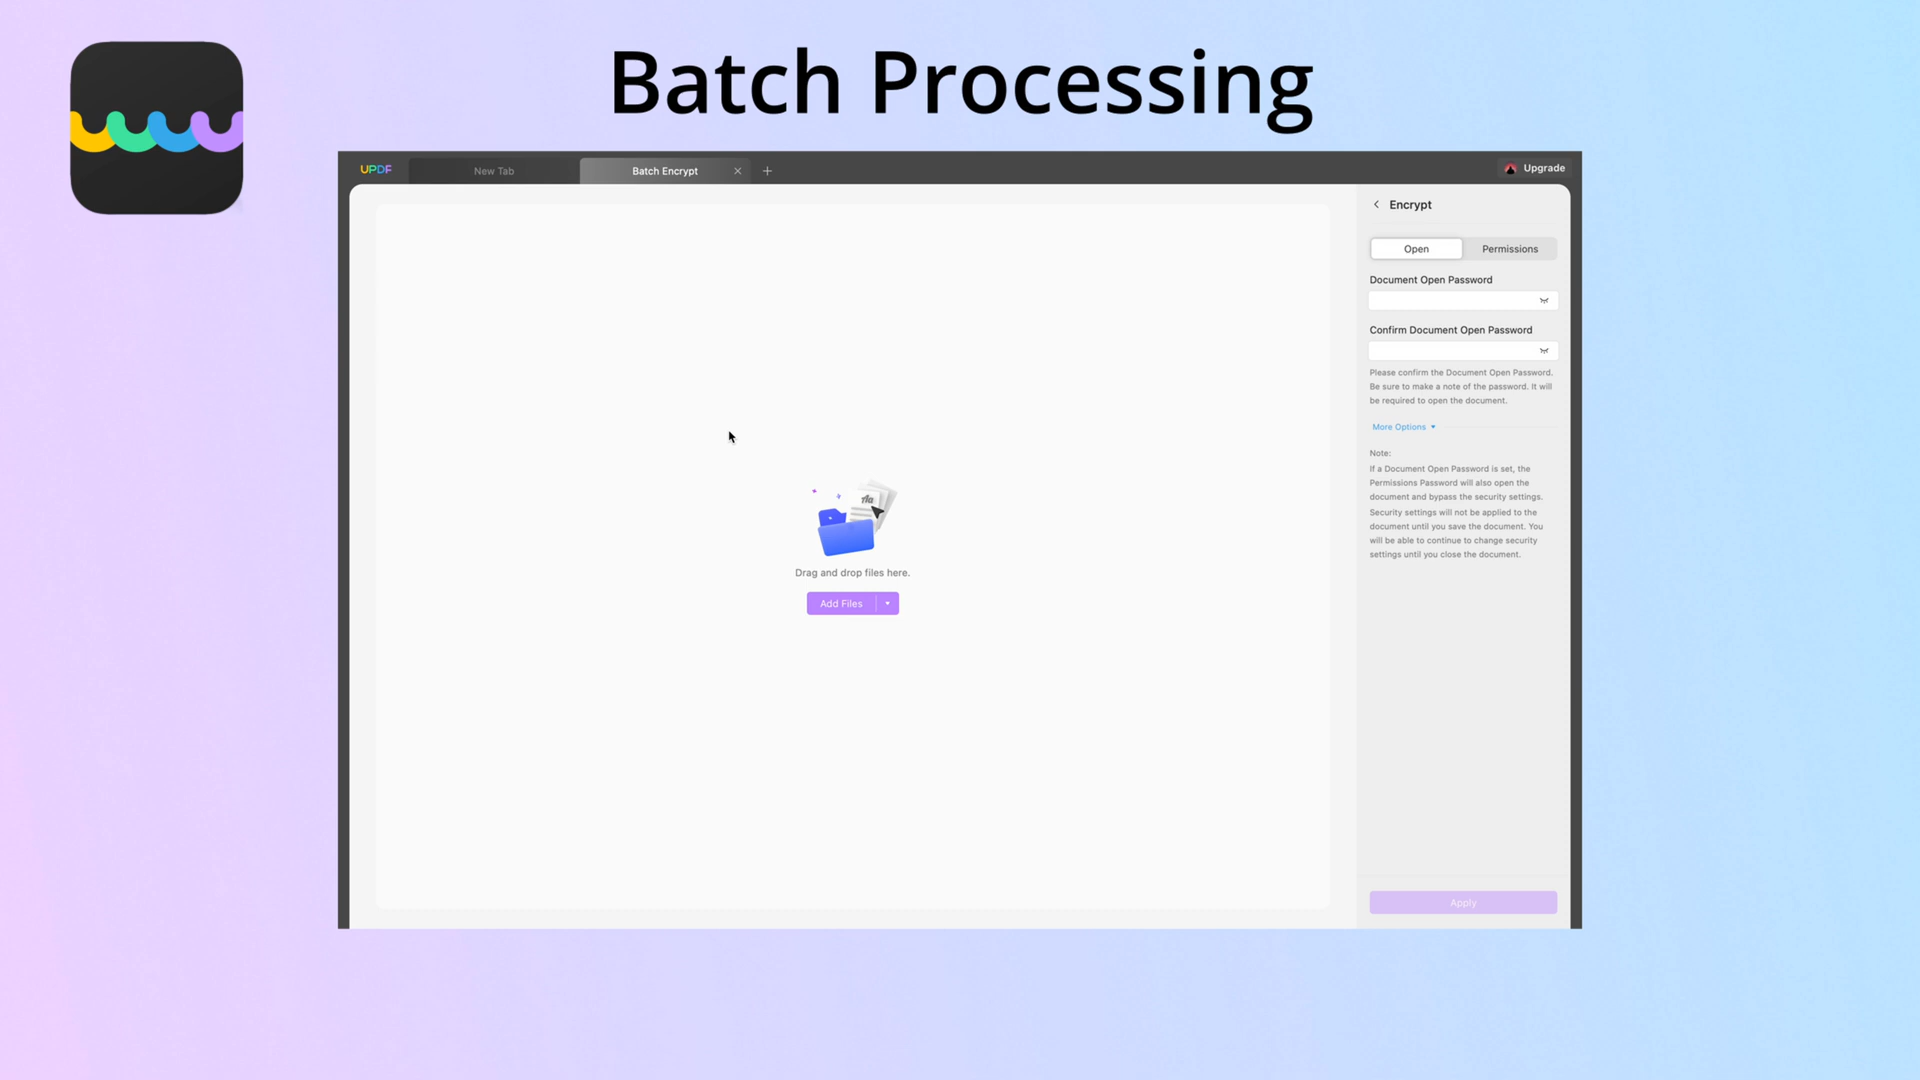 Batch Processing
UPDF
New Tab
Batch Encrypt
Upgrade
Encrypt
Open
Permissions
Document Open Password
Confirm Document Open Password
Please confirm the Document Open Password.
Be sure to make a note of the password. It will
be required to open the document.
More Options
Note:
If a Document Open Password is set, the
Permissions Password will also open the
document and bypass the security settings.
Security settings will not be applied to the
document until you save the document. You
will be able to continue to change security
settings until you close the document.
Aa
Drag and drop files here.
Add Files
Apply